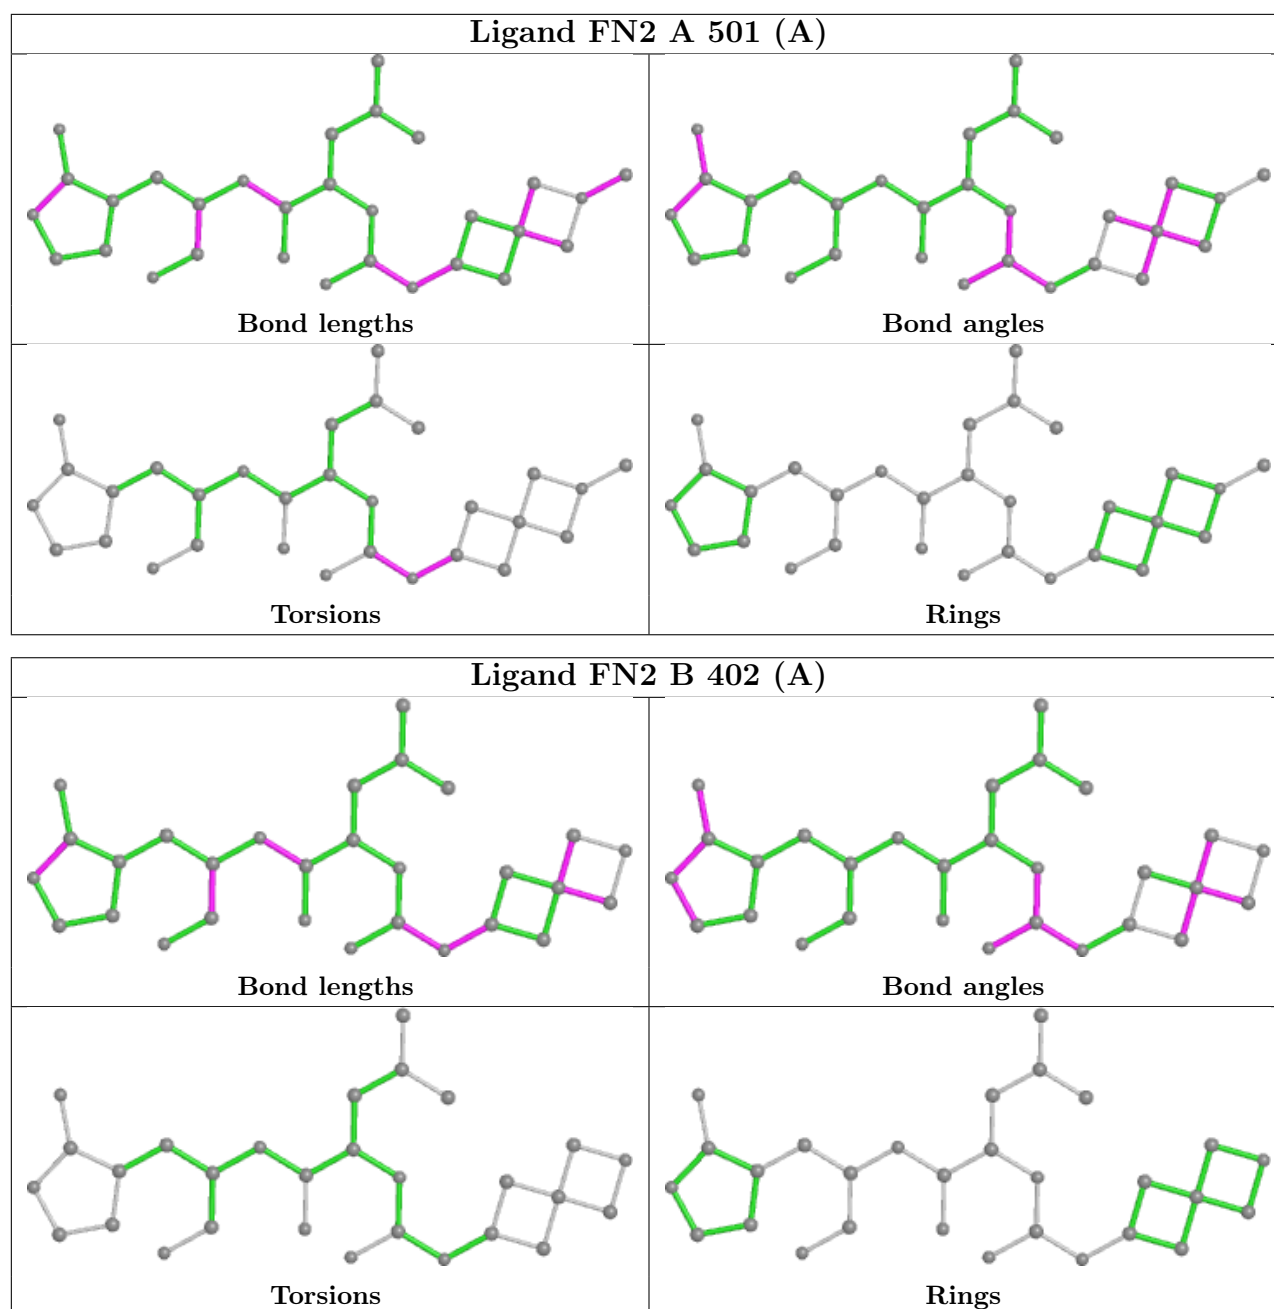 Ligand FN2 A 501 (A)
Bond lengths
Bond angles
Torsions
Rings
Ligand FN2 B 402 (A)
Bond lengths
Bond angles
Torsions
Rings